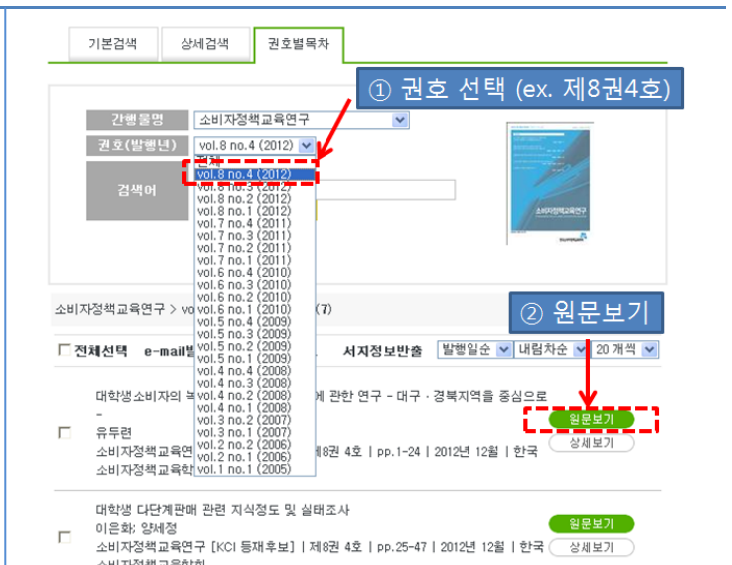 기본검색 상세검색 권호별목차
① 권호 선택 (ex. 제8권4호)
간행물명 소비자정책교육연구
권호(발행년) vol.8 no.4 (2012)
검색어
전체
vol.8 no.4 (2012)
vol.8 no.3 (2012)
vol.8 no.2 (2012)
vol.8 no.1 (2012)
vol.7 no.4 (2011)
vol.7 no.3 (2011)
vol.7 no.2 (2011)
vol.7 no.1 (2011)
vol.6 no.4 (2010)
vol.6 no.3 (2010)
vol.6 no.2 (2010)
vol.6 no.1 (2010)
vol.5 no.4 (2009)
vol.5 no.3 (2009)
vol.5 no.2 (2009)
vol.5 no.1 (2009)
vol.4 no.4 (2008)
vol.4 no.3 (2008)
vol.4 no.2 (2008)
vol.4 no.1 (2008)
vol.3 no.2 (2007)
vol.3 no.1 (2007)
vol.2 no.2 (2006)
vol.2 no.1 (2006)
vol.1 no.1 (2005)
소비자정책교육연구
소비자정책교육연구 > vo (7)
② 원문보기
전체선택 e-mail발 서지정보반출 발행일순 내림차순 20 개씩
대학생소비자의 녹 에 관한 연구 - 대구 · 경북지역을 중심으로
-
원문보기
유두련
상세보기
소비자정책교육연 제8권 4호 | pp.1-24 | 2012년 12월 | 한국
소비자정책교육학
대학생 다단계판매 관련 지식정도 및 실태조사
이은화; 양세정
원문보기
소비자정책교육연구 [KCI 등재후보] | 제8권 4호 | pp.25-47 | 2012년 12월 | 한국
상세보기
소비자정책교육학회